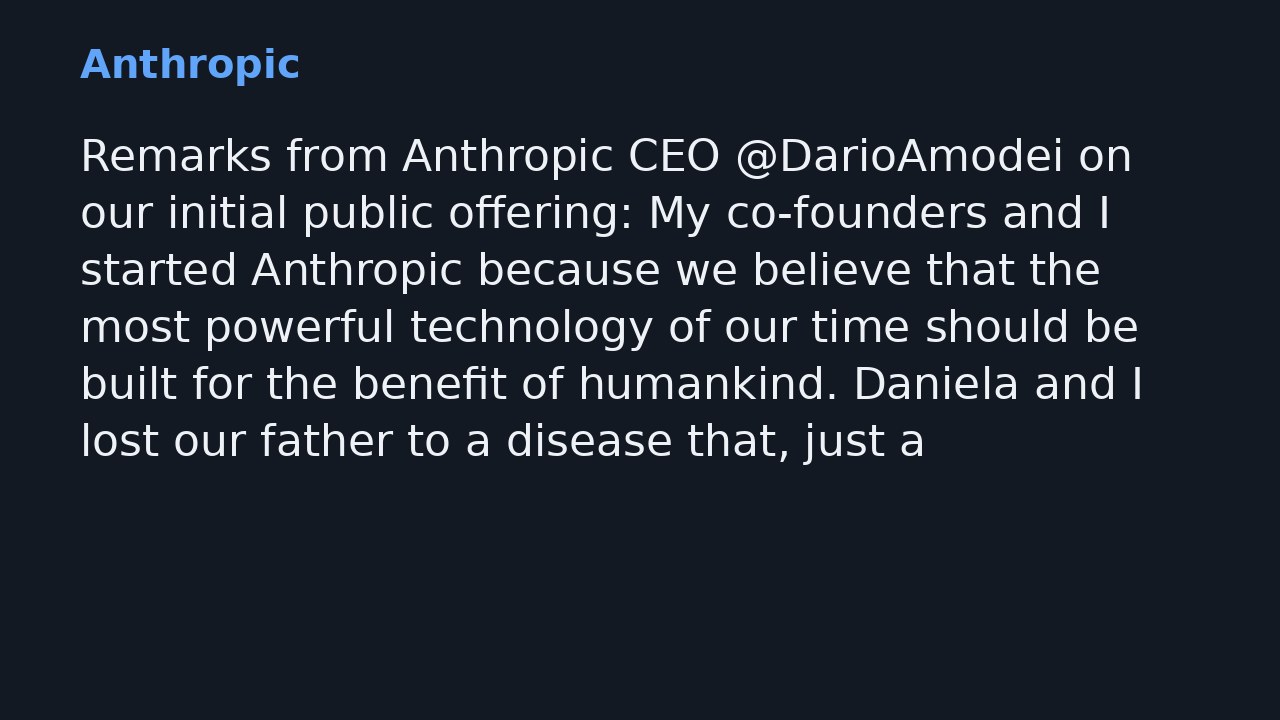 Anthropic
Remarks from Anthropic CEO @DarioAmodei on
our initial public offering: My co-founders and I
started Anthropic because we believe that the
most powerful technology of our time should be
built for the benefit of humankind. Daniela and I
lost our father to a disease that, just a